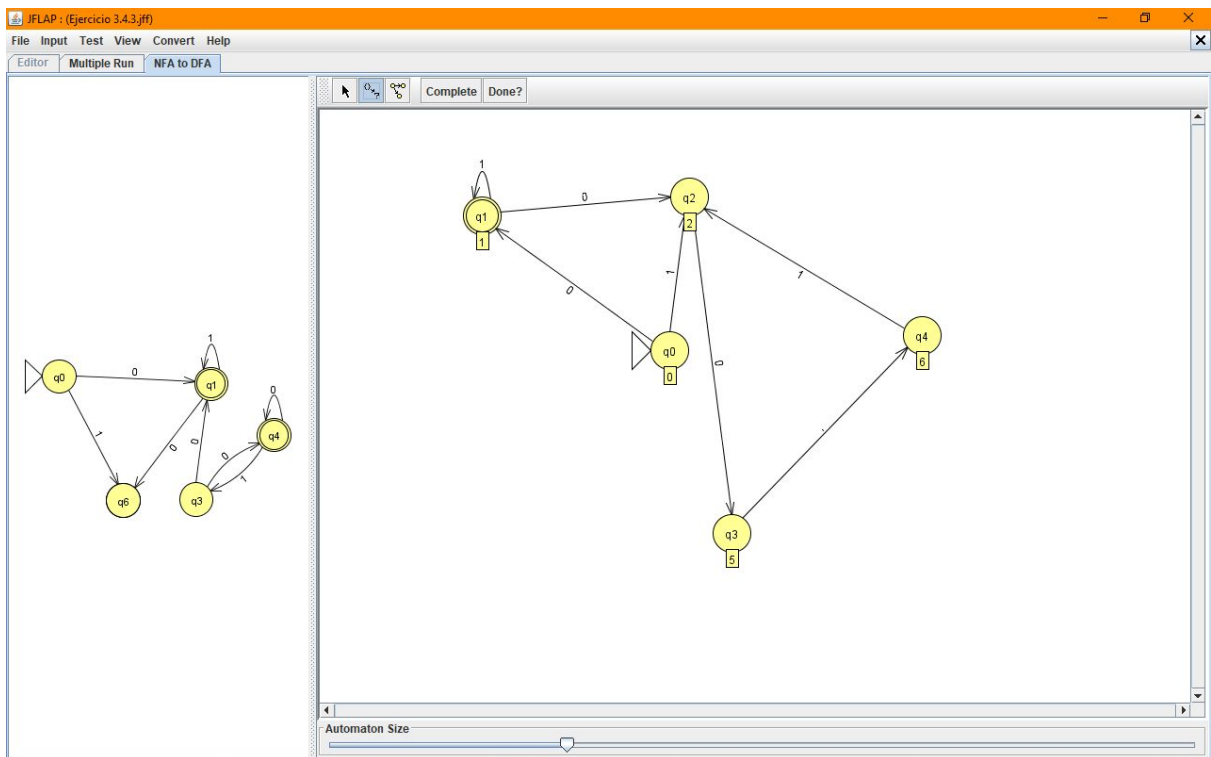 JFLAP : (Ejercicio 3.4.3.jff)
File Input Test View Convert Help
Editor Multiple Run NFA to DFA
Complete Done?
q0
0
1
q1
1
0
q6
q3
0
0
1
q4
0
q1
1
1
0
q2
2
0
1
q0
0
0
q4
6
1
q3
5
Automaton Size